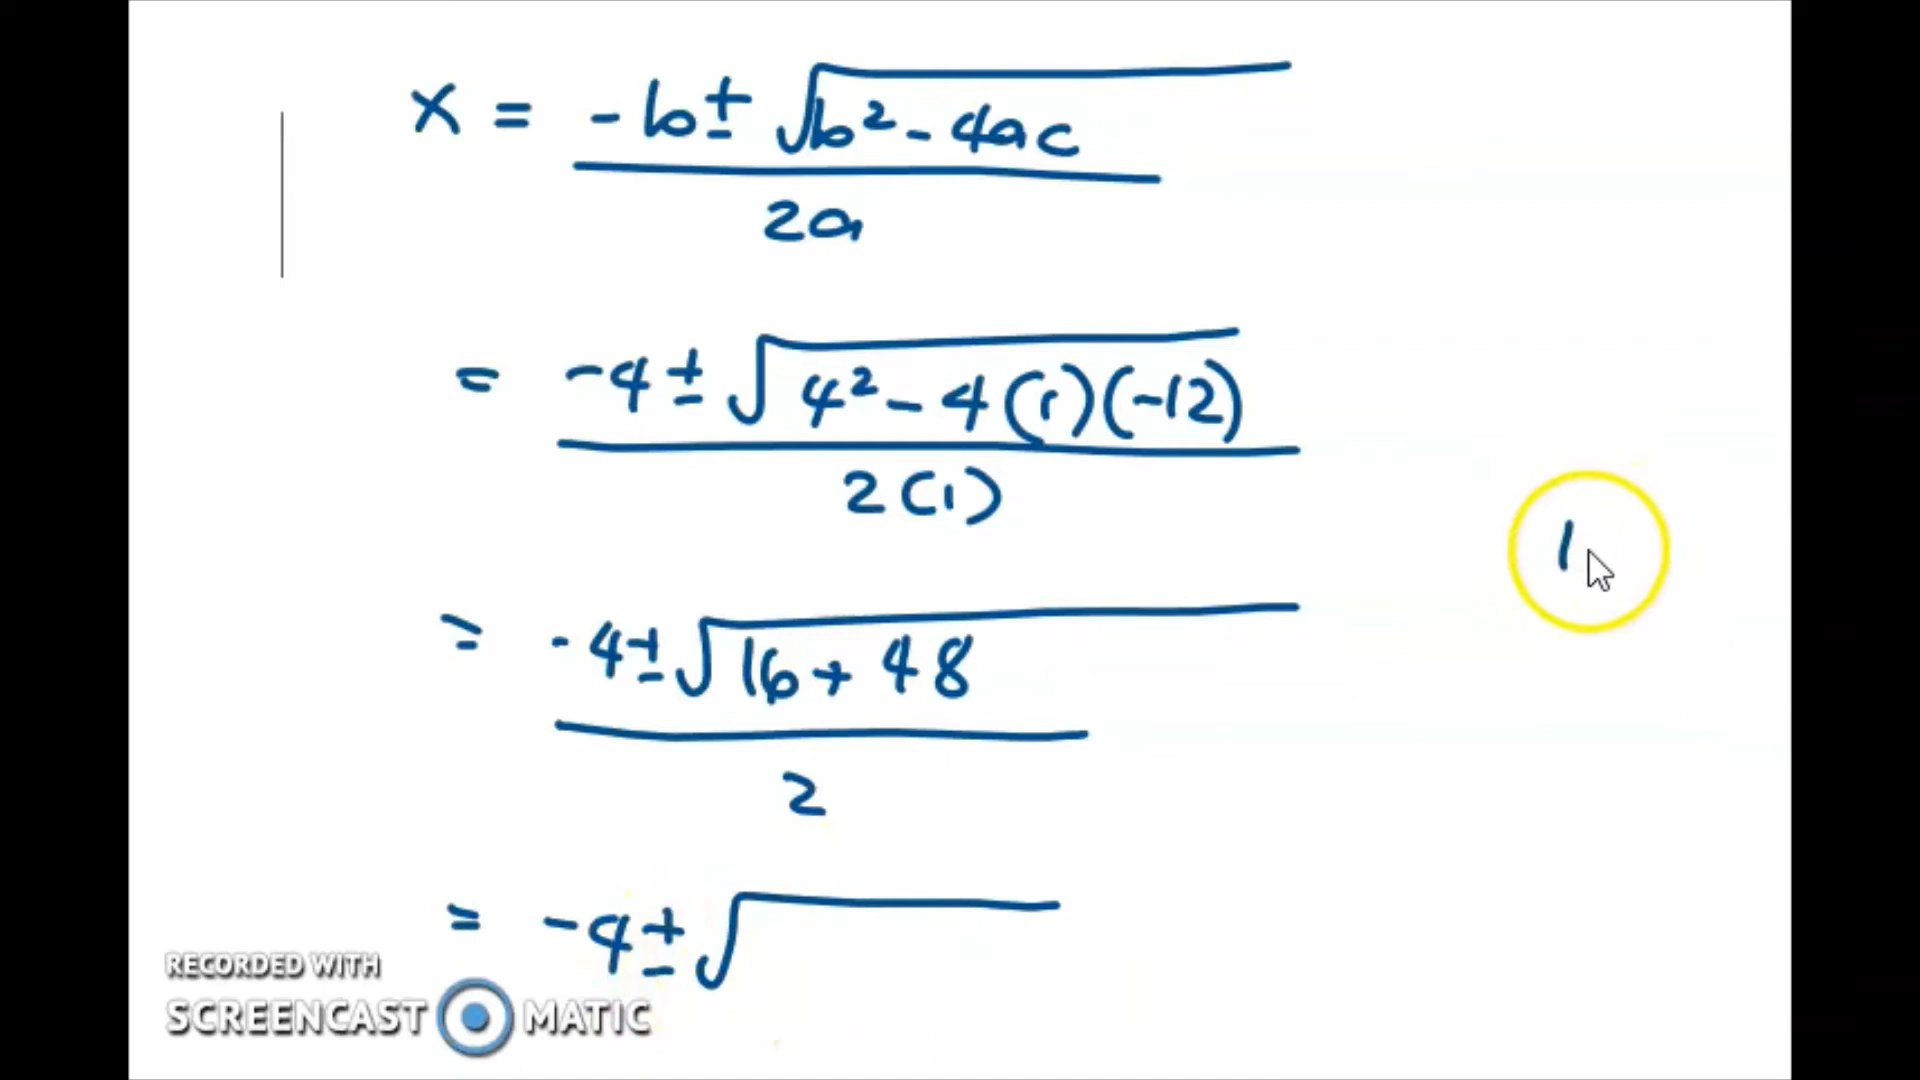 x = -b ± √b² - 4ac
2a
= -4 ± √4² - 4(1)(-12)
2(1)
1
= -4 ± √16 + 48
2
= -4 ± √
RECORDED WITH
SCREENCAST MATIC